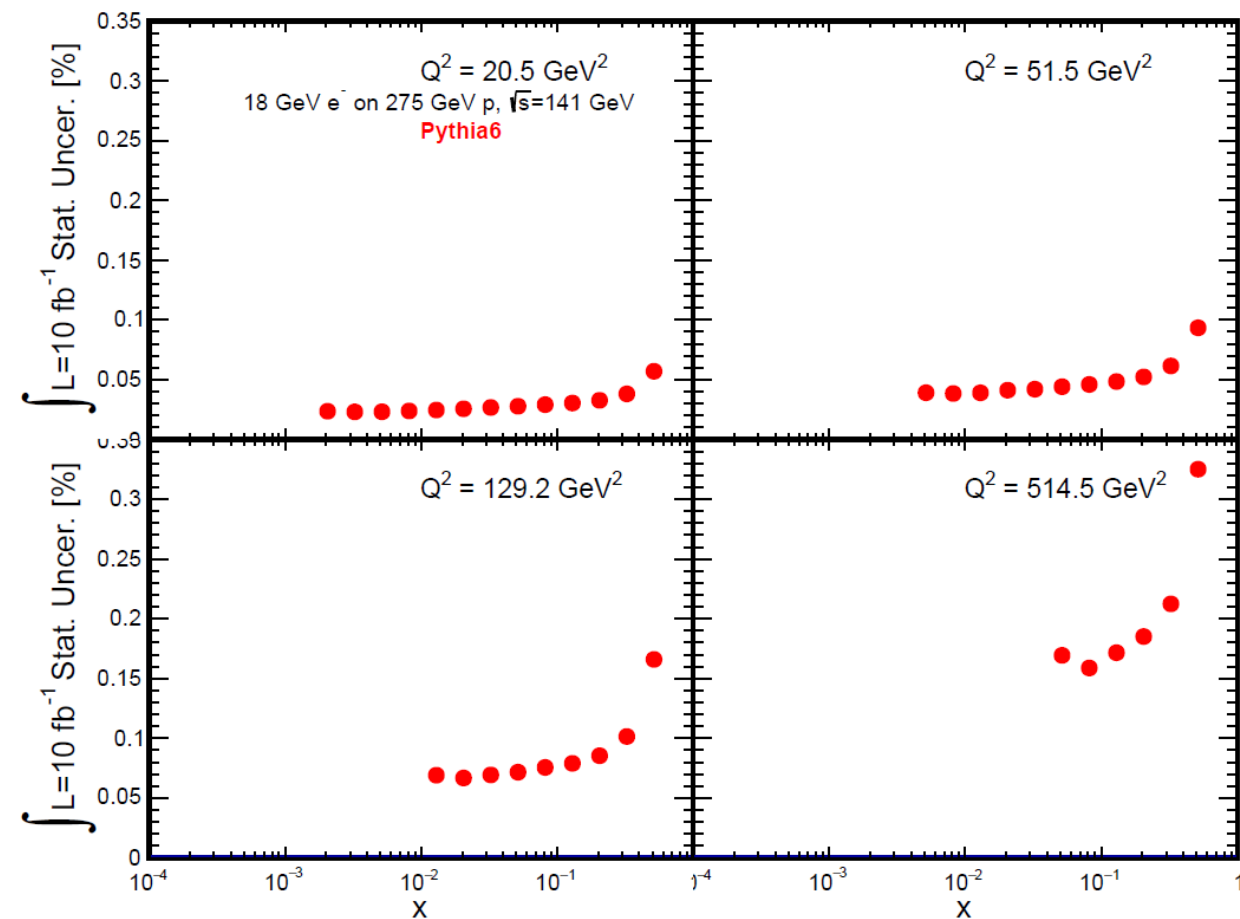 ∫ L=10 fb⁻¹ Stat. Uncer. [%]
0.35
0.3
0.25
0.2
0.15
0.1
0.05
Q² = 20.5 GeV²
18 GeV e⁻ on 275 GeV p, √s=141 GeV
Pythia6
Q² = 51.5 GeV²
∫ L=10 fb⁻¹ Stat. Uncer. [%]
0.3
0.25
0.2
0.15
0.1
0.05
0
Q² = 129.2 GeV²
Q² = 514.5 GeV²
10⁻⁴ 10⁻³ 10⁻² 10⁻¹
10⁻³ 10⁻² 10⁻¹ 1
x
x